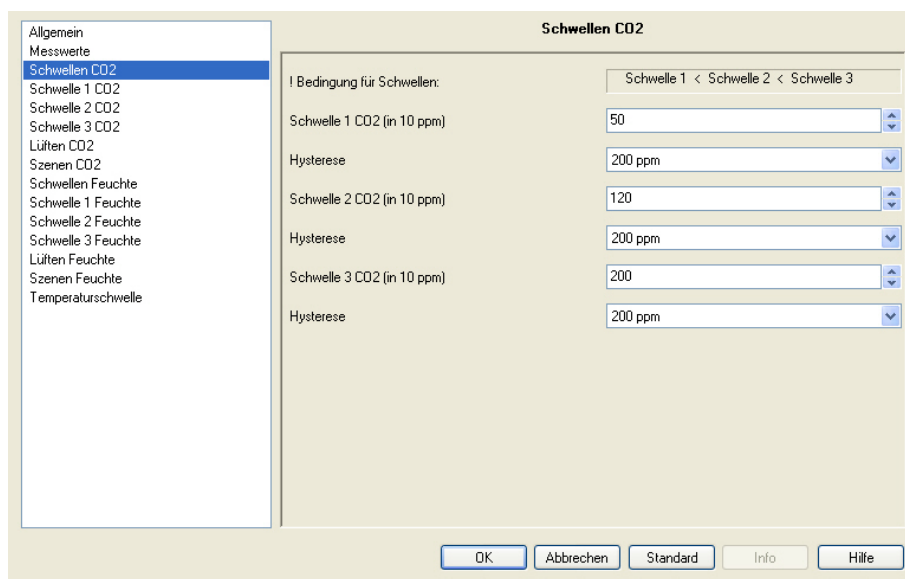 Allgemein
Messwerte
Schwellen CO2
Schwelle 1 CO2
Schwelle 2 CO2
Schwelle 3 CO2
Lüften CO2
Szenen CO2
Schwellen Feuchte
Schwelle 1 Feuchte
Schwelle 2 Feuchte
Schwelle 3 Feuchte
Lüften Feuchte
Szenen Feuchte
Temperaturschwelle
Schwellen CO2
! Bedingung für Schwellen: Schwelle 1 < Schwelle 2 < Schwelle 3
Schwelle 1 CO2 (in 10 ppm) 50
Hysterese 200 ppm
Schwelle 2 CO2 (in 10 ppm) 120
Hysterese 200 ppm
Schwelle 3 CO2 (in 10 ppm) 200
Hysterese 200 ppm
OK Abbrechen Standard Info Hilfe